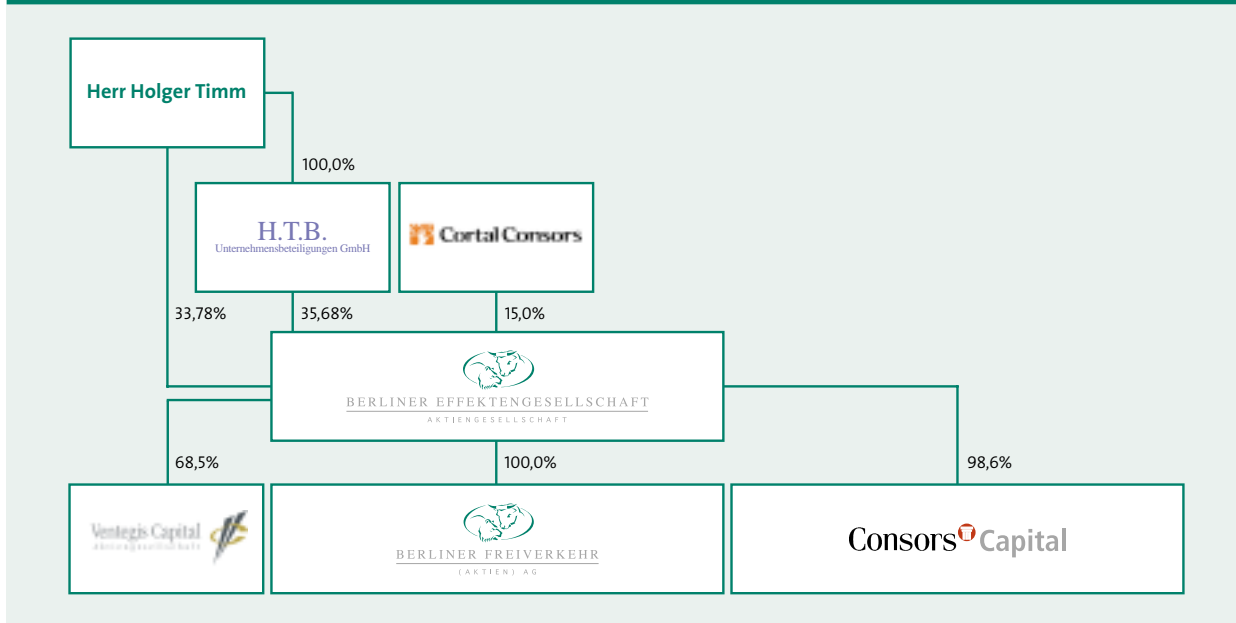 Herr Holger Timm
100,0%
H.T.B.
Unternehmensbeteiligungen GmbH
Cortal Consors
33,78%
35,68%
15,0%
BERLINER EFFEKTENGESELLSCHAFT
AKTIENGESELLSCHAFT
68,5%
100,0%
98,6%
Ventegis Capital
Aktiengesellschaft
BERLINER FREIVERKEHR
(AKTIEN) AG
Consors Capital